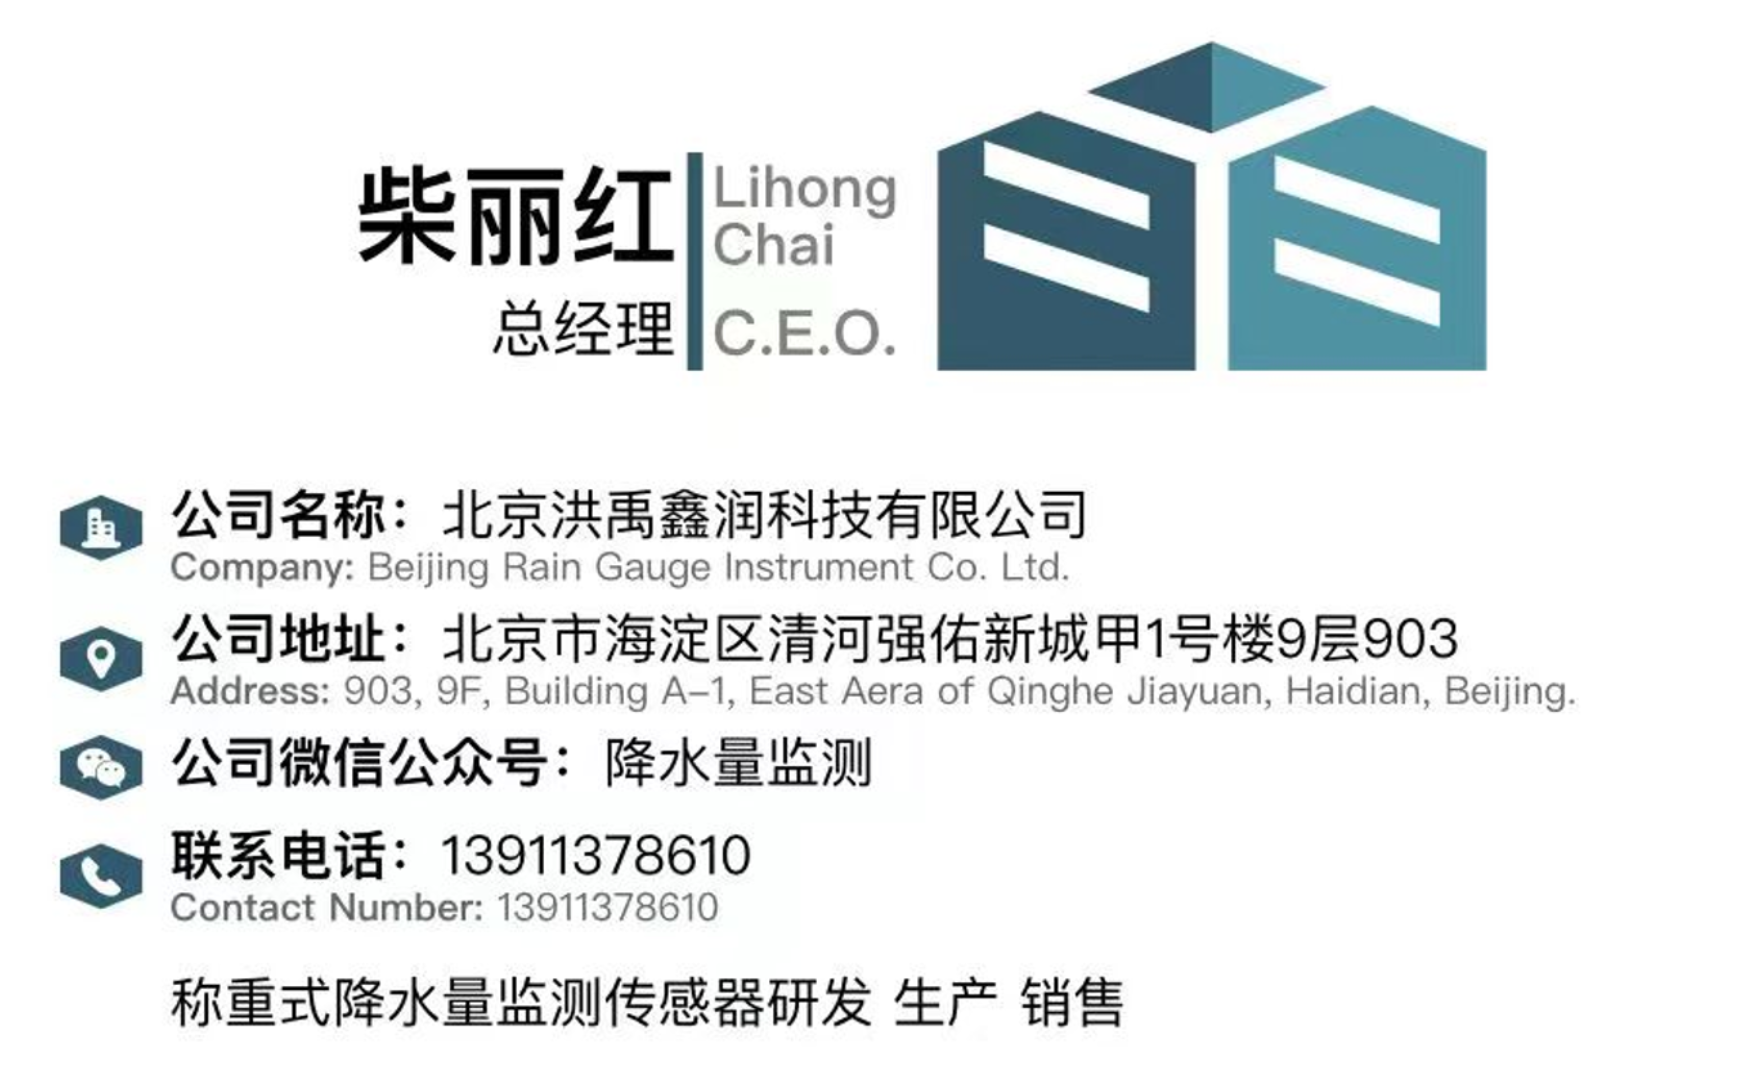 柴丽红
Lihong
Chai
总经理
C.E.O.
公司名称：北京洪禹鑫润科技有限公司
Company: Beijing Rain Gauge Instrument Co. Ltd.
公司地址：北京市海淀区清河强佑新城甲1号楼9层903
Address: 903, 9F, Building A–1, East Aera of Qinghe Jiayuan, Haidian, Beijing.
公司微信公众号：降水量监测
联系电话：13911378610
Contact Number: 13911378610
称重式降水量监测传感器研发 生产 销售